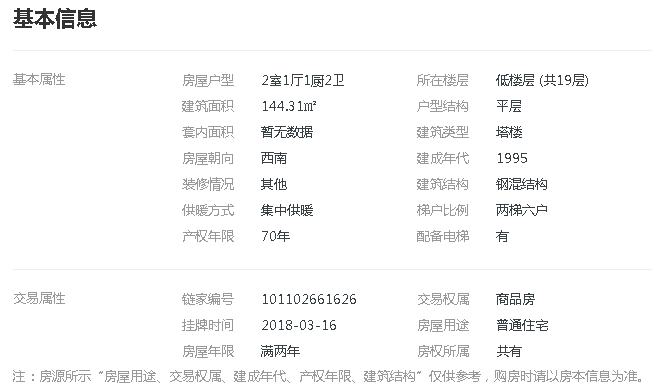 基本信息
基本属性 房屋户型 2室1厅1厨2卫 所在楼层 低楼层 (共19层)
建筑面积 144.31㎡ 户型结构 平层
套内面积 暂无数据 建筑类型 塔楼
房屋朝向 西南 建成年代 1995
装修情况 其他 建筑结构 钢混结构
供暖方式 集中供暖 梯户比例 两梯六户
产权年限 70年 配备电梯 有
交易属性 链家编号 101102661626 交易权属 商品房
挂牌时间 2018-03-16 房屋用途 普通住宅
房屋年限 满两年 房权所属 共有
注：房源所示“房屋用途、交易权属、建成年代、产权年限、建筑结构”仅供参考，购房时请以房本信息为准。